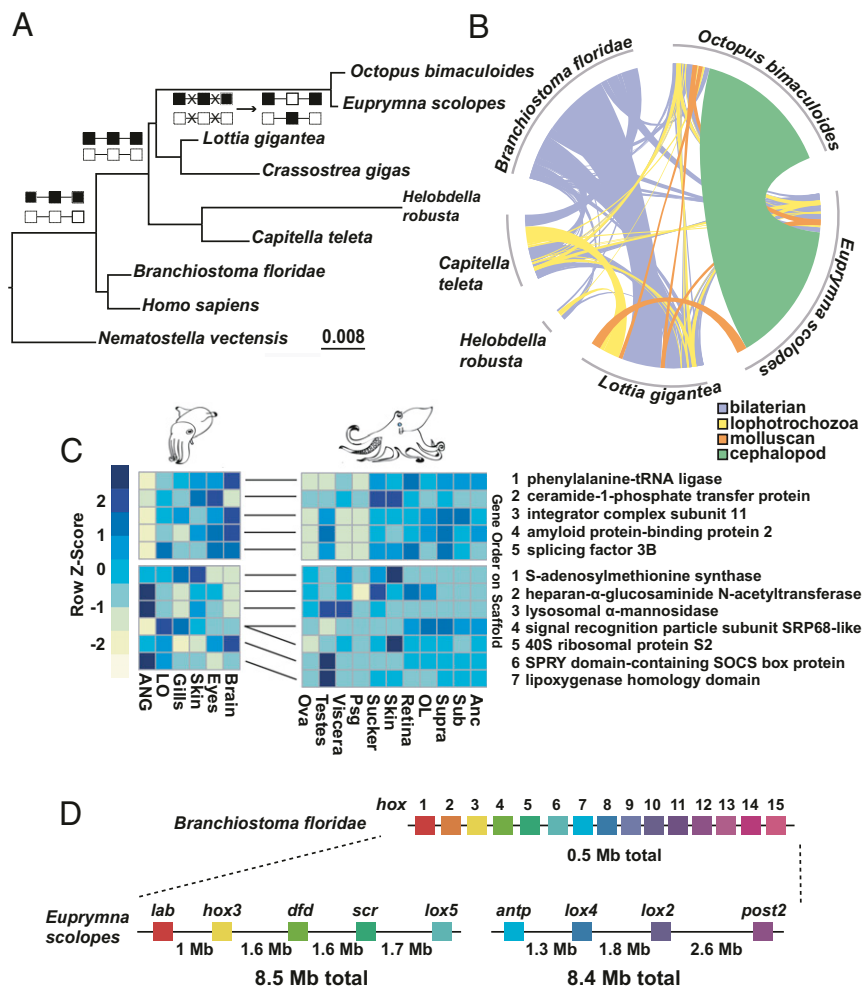 A
Octopus bimaculoides
Euprymna scolopes
Lottia gigantea
Crassostrea gigas
Helobdella
robusta
Capitella teleta
Branchiostoma floridae
Homo sapiens
Nematostella vectensis
0.008
B
Branchiostoma floridae
Octopus bimaculoides
Capitella
teleta
Helobdella
robusta
Lottia gigantea
Euprymna scolopes
bilaterian
lophotrochozoa
molluscan
cephalopod
C
Row Z-Score
2
1
0
-1
-2
ANG
LO
Gills
Skin
Eyes
Brain
Ova
Testes
Viscera
Psg
Sucker
Skin
Retina
OL
Supra
Sub
Anc
Gene Order on Scaffold
1 phenylalanine-tRNA ligase
2 ceramide-1-phosphate transfer protein
3 integrator complex subunit 11
4 amyloid protein-binding protein 2
5 splicing factor 3B
1 S-adenosylmethionine synthase
2 heparan-α-glucosaminide N-acetyltransferase
3 lysosomal α-mannosidase
4 signal recognition particle subunit SRP68-like
5 40S ribosomal protein S2
6 SPRY domain-containing SOCS box protein
7 lipoxygenase homology domain
D
hox 1 2 3 4 5 6 7 8 9 10 11 12 13 14 15
Branchiostoma floridae
0.5 Mb total
Euprymna
scolopes
lab hox3 dfd scr lox5
1 Mb 1.6 Mb 1.6 Mb 1.7 Mb
8.5 Mb total
antp lox4 lox2 post2
1.3 Mb 1.8 Mb 2.6 Mb
8.4 Mb total